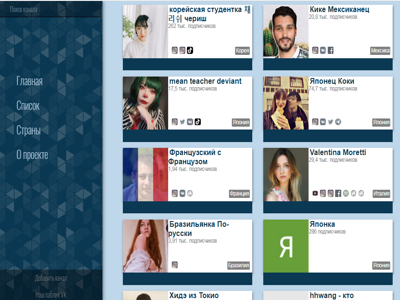 Поиск канала
Главная
Список
Страны
О проекте
Добавить канал
Наш паблик VK
корейская студентка 체
리쉬 чериш
262 тыс. подписчиков
Корея
Кике Мексиканец
20,6 тыс. подписчиков
Мексика
mean teacher deviant
17,5 тыс. подписчиков
Япония
Японец Коки
74,7 тыс. подписчиков
Япония
Французский с
Французом
1,94 тыс. подписчиков
Франция
Valentina Moretti
29,4 тыс. подписчиков
Италия
Бразильянка По-
русски
3,91 тыс. подписчиков
Бразилия
Японка
286 подписчиков
Я
Япония
Хидэ из Токио
hhwang - кто